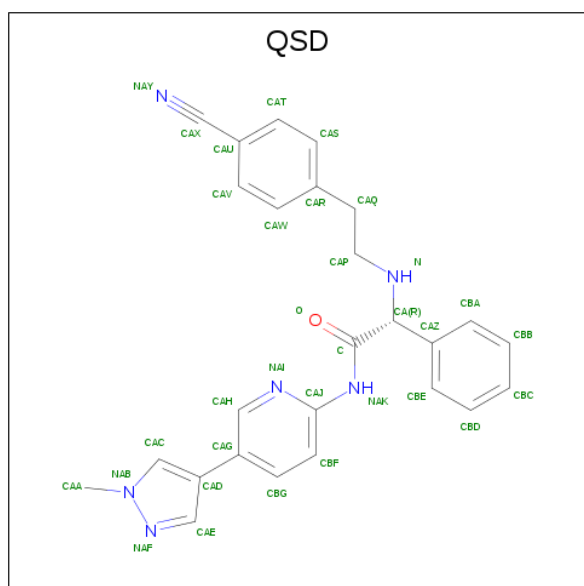 QSD
NAY
N
CAX
CAT
CAU
CAS
CAV
CAR
CAQ
CAW
CAP
NH
N
O
O
CA(R)
CBA
CAZ
CBB
C
NAI
N
CAJ
NH
NAK
CBE
CBC
CBD
CAH
CAC
CAG
CBF
NAB
CAA
N
CAD
CBG
N
NAF
CAE